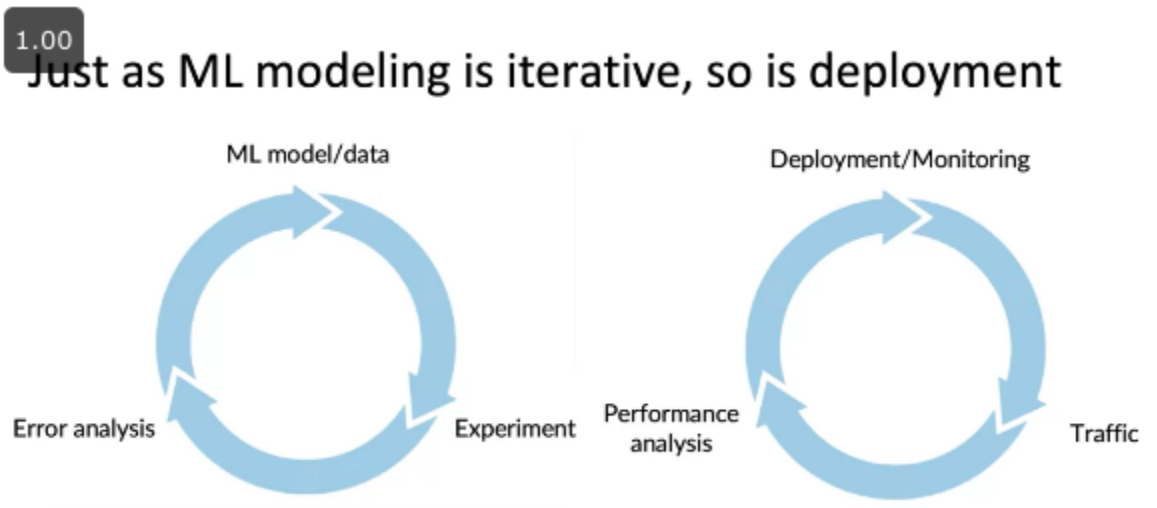 1.00
Just as ML modeling is iterative, so is deployment
ML model/data
Error analysis
Experiment
Deployment/Monitoring
Performance
analysis
Traffic